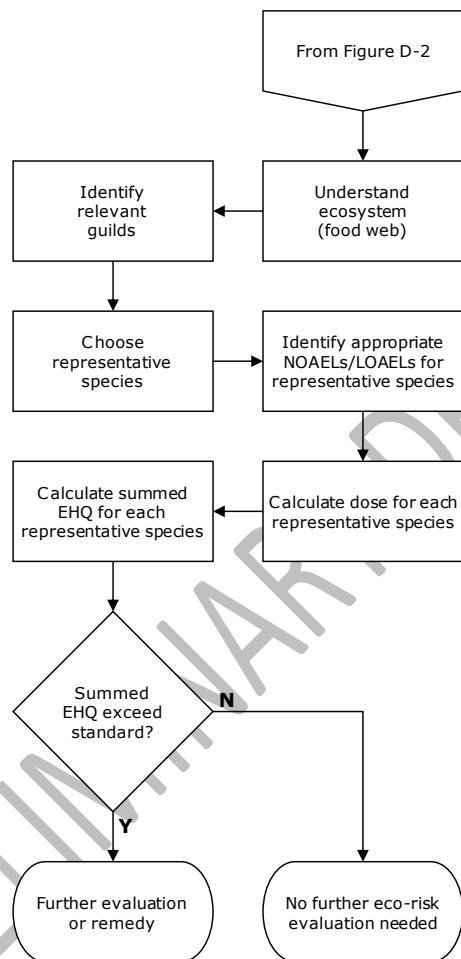 From Figure D-2
Understand
ecosystem
(food web)
Identify
relevant
guilds
Choose
representative
species
Identify appropriate
NOAELs/LOAELs for
representative species
Calculate dose for each
representative species
Calculate summed
EHQ for each
representative species
Summed
EHQ exceed
standard?
N
Y
Further evaluation
or remedy
No further eco-risk
evaluation needed